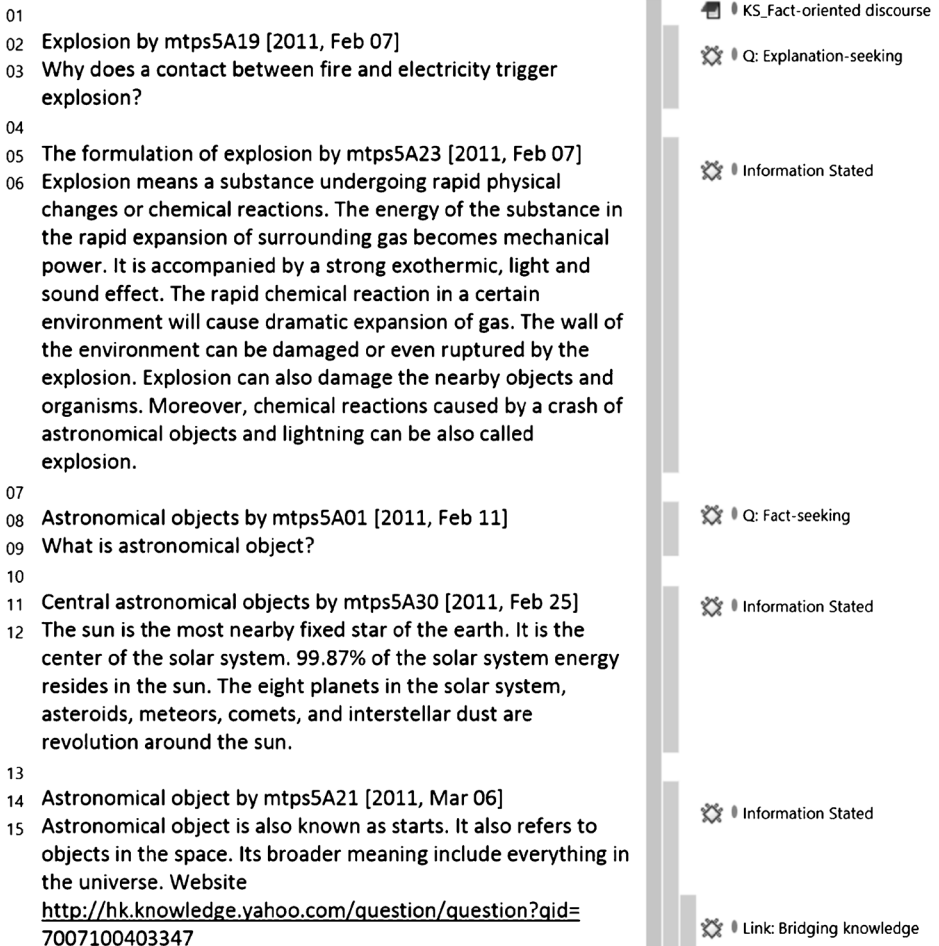 KS_Fact-oriented discourse
01
02 Explosion by mtps5A19 [2011, Feb 07]
Q: Explanation-seeking
03 Why does a contact between fire and electricity trigger
explosion?
04
05 The formulation of explosion by mtps5A23 [2011, Feb 07]
Information Stated
06 Explosion means a substance undergoing rapid physical
changes or chemical reactions. The energy of the substance in
the rapid expansion of surrounding gas becomes mechanical
power. It is accompanied by a strong exothermic, light and
sound effect. The rapid chemical reaction in a certain
environment will cause dramatic expansion of gas. The wall of
the environment can be damaged or even ruptured by the
explosion. Explosion can also damage the nearby objects and
organisms. Moreover, chemical reactions caused by a crash of
astronomical objects and lightning can be also called
explosion.
07
08 Astronomical objects by mtps5A01 [2011, Feb 11]
Q: Fact-seeking
09 What is astronomical object?
10
11 Central astronomical objects by mtps5A30 [2011, Feb 25]
Information Stated
12 The sun is the most nearby fixed star of the earth. It is the
center of the solar system. 99.87% of the solar system energy
resides in the sun. The eight planets in the solar system,
asteroids, meteors, comets, and interstellar dust are
revolution around the sun.
13
14 Astronomical object by mtps5A21 [2011, Mar 06]
Information Stated
15 Astronomical object is also known as starts. It also refers to
objects in the space. Its broader meaning include everything in
the universe. Website
http://hk.knowledge.yahoo.com/question/question?qid=
7007100403347
Link: Bridging knowledge